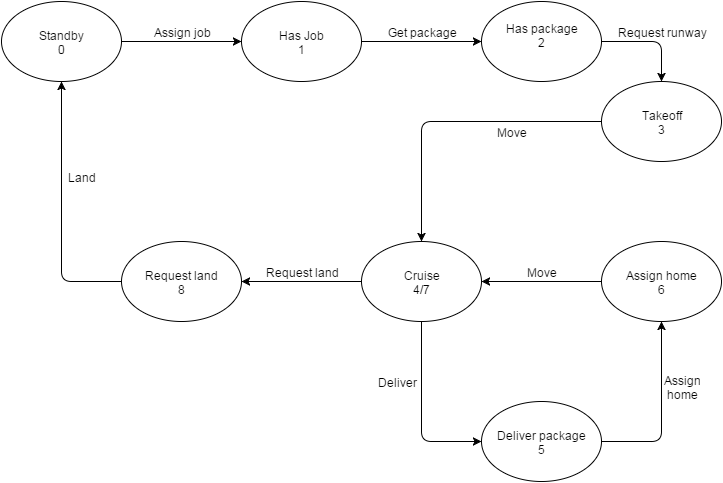 Standby
0
Assign job
Has Job
1
Get package
Has package
2
Request runway
Takeoff
3
Move
Land
Request land
8
Request land
Cruise
4/7
Move
Assign home
6
Deliver
Assign
home
Deliver package
5